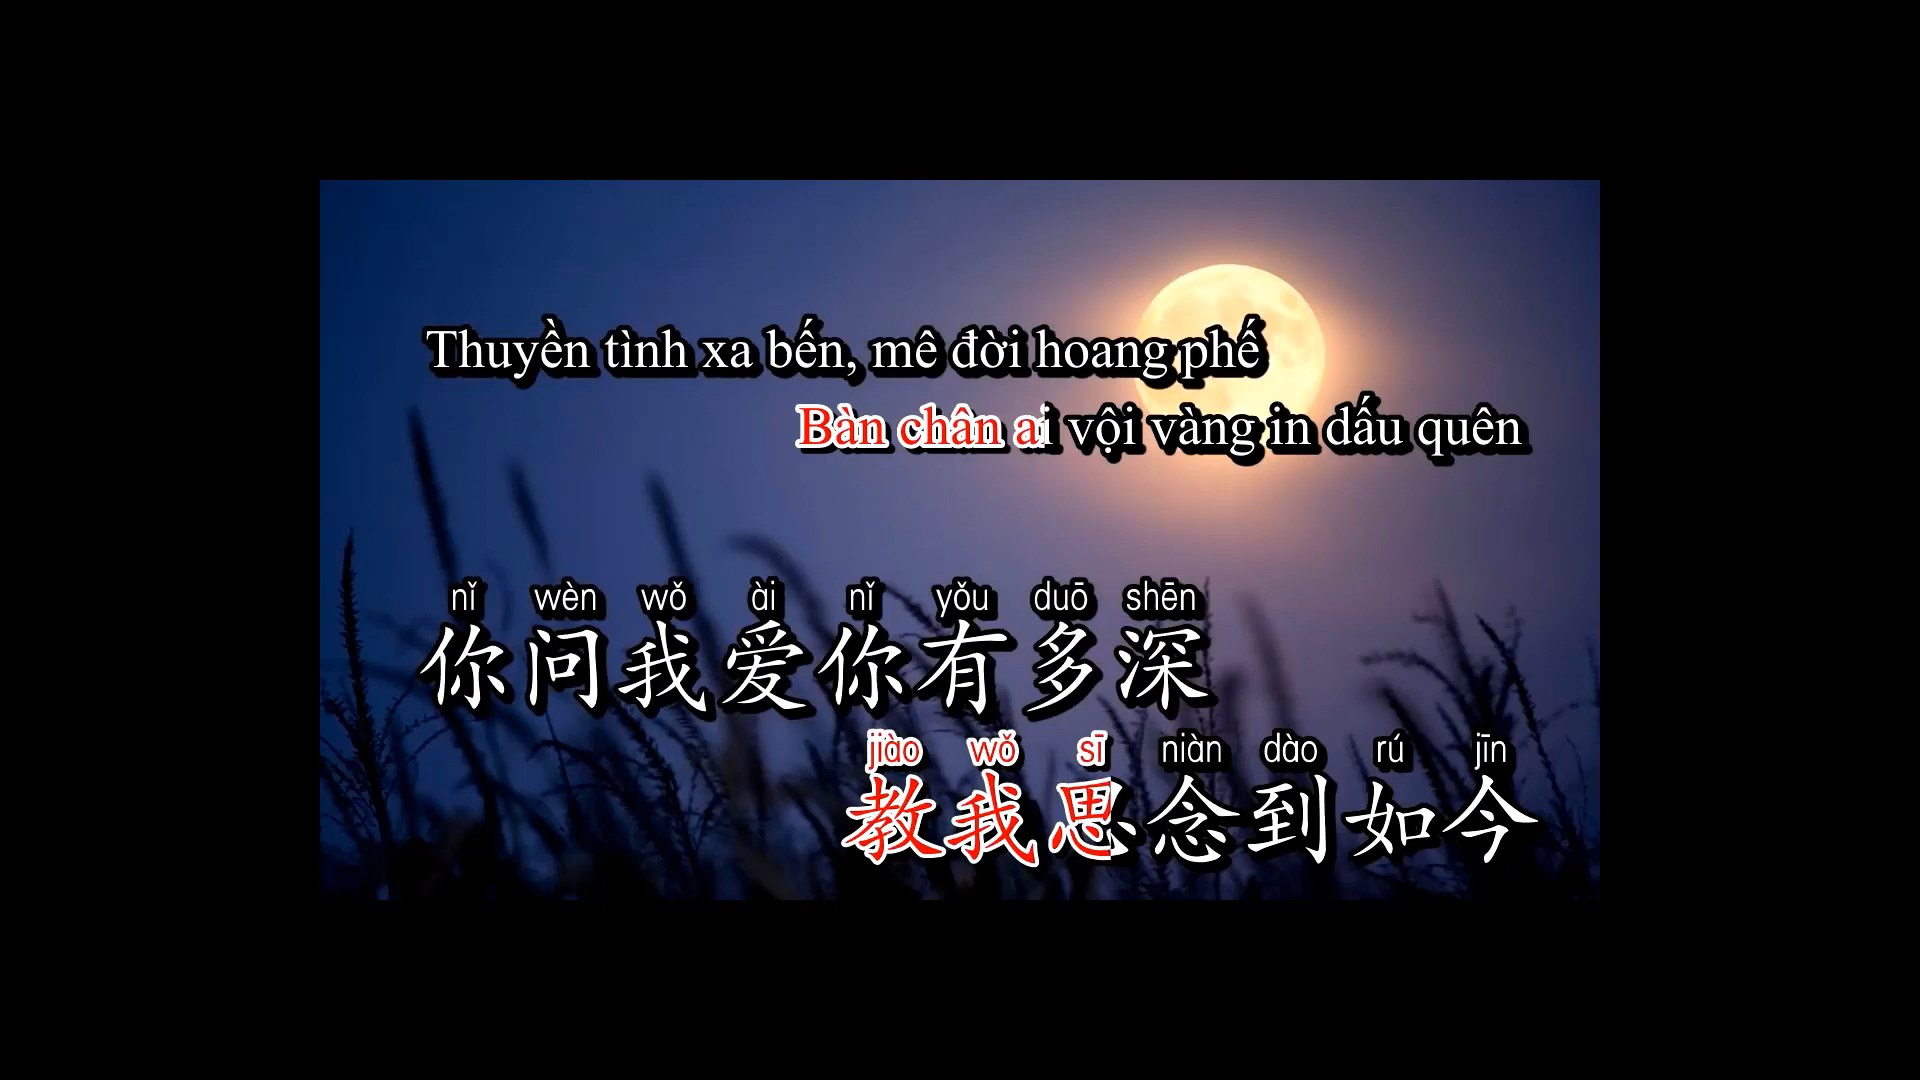 Thuyền tình xa bến, mê đời hoang phế
Bàn chân ai vội vàng in dấu quên
nǐ wèn wǒ ài nǐ yǒu duō shēn
你问我爱你有多深
jiào wǒ sī niàn dào rú jīn
教我思念到如今